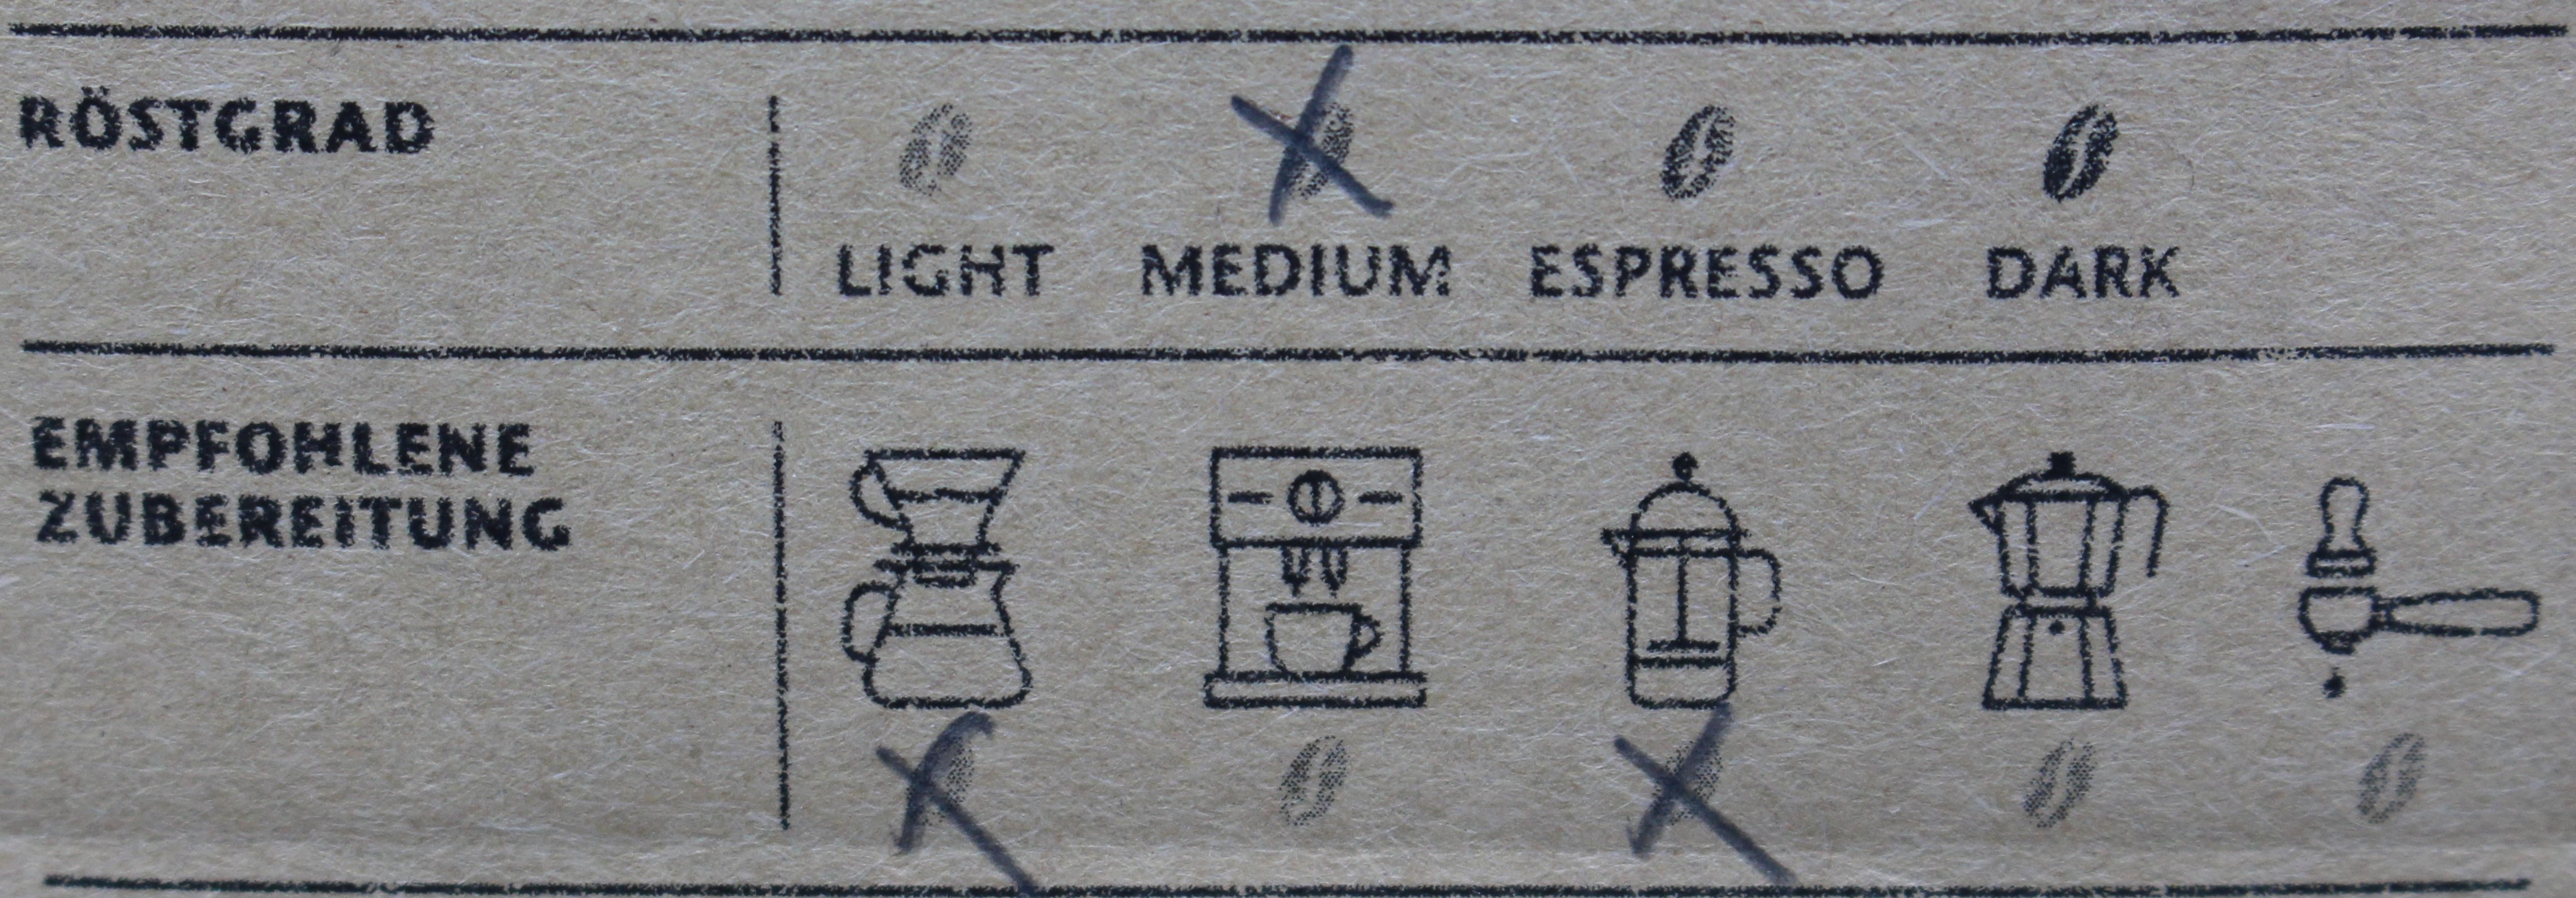 RÖSTGRAD
LIGHT MEDIUM ESPRESSO DARK
EMPFOHLENE
ZUBEREITUNG